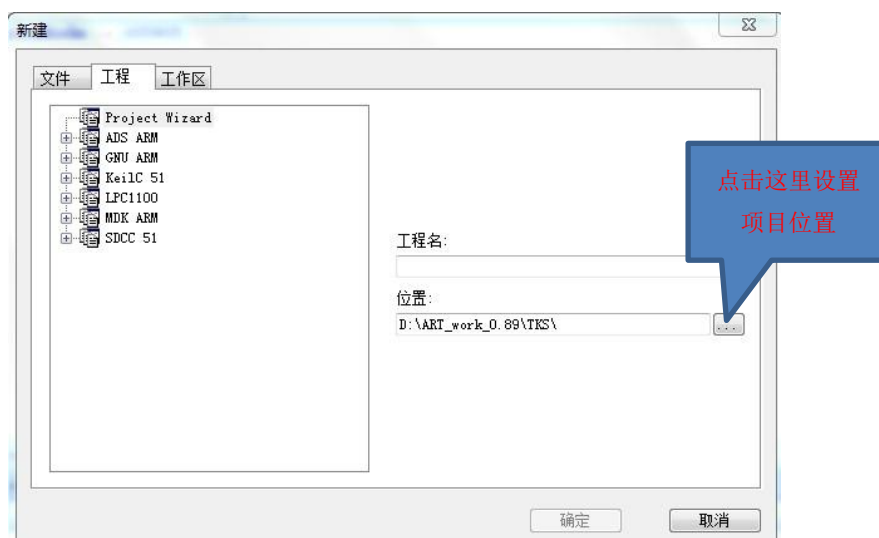 新建
文件 工程 工作区
Project Wizard
ADS ARM
GNU ARM
KeilC 51
LPC1100
MDK ARM
SDCC 51
点击这里设置
项目位置
工程名:
位置:
D:\ART_work_0.89\TKS\
...
确定 取消